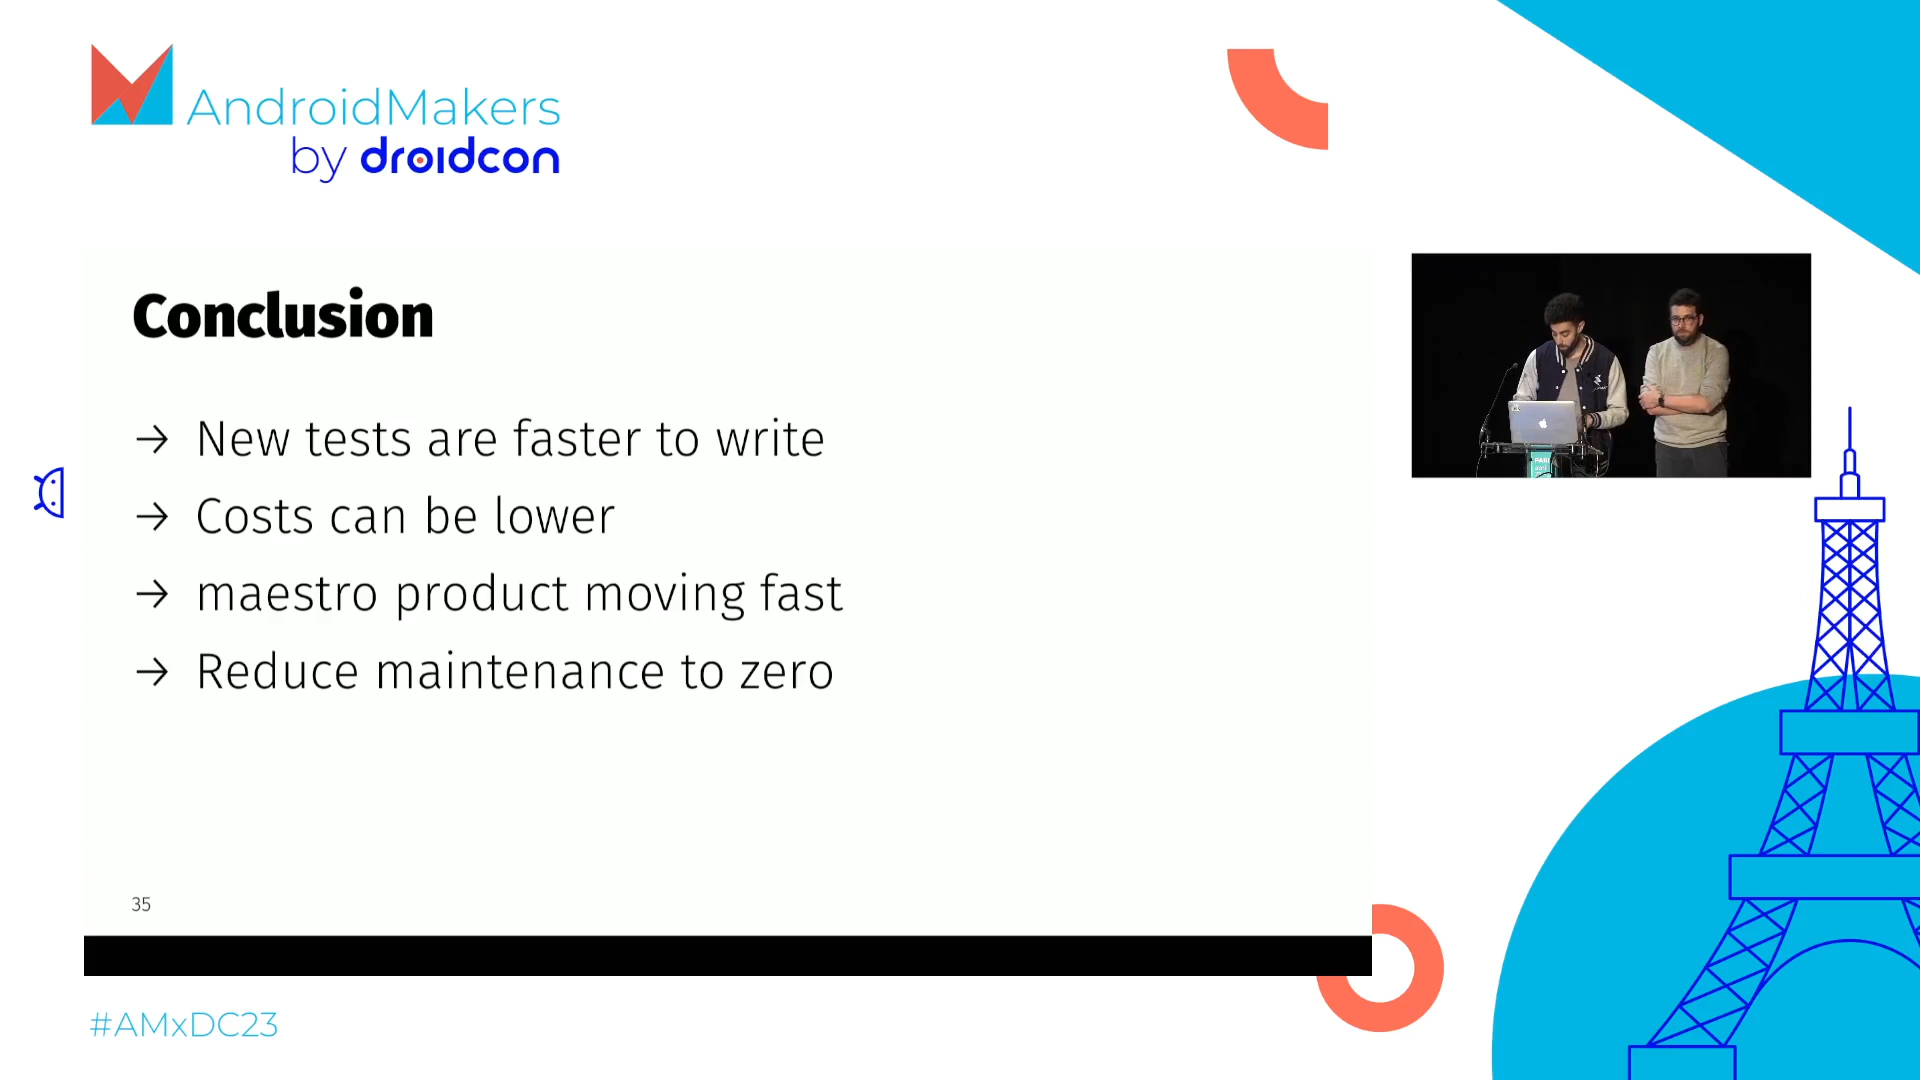 AndroidMakers
by droidcon
Conclusion
→ New tests are faster to write
→ Costs can be lower
→ maestro product moving fast
→ Reduce maintenance to zero
35
#AMxDC23